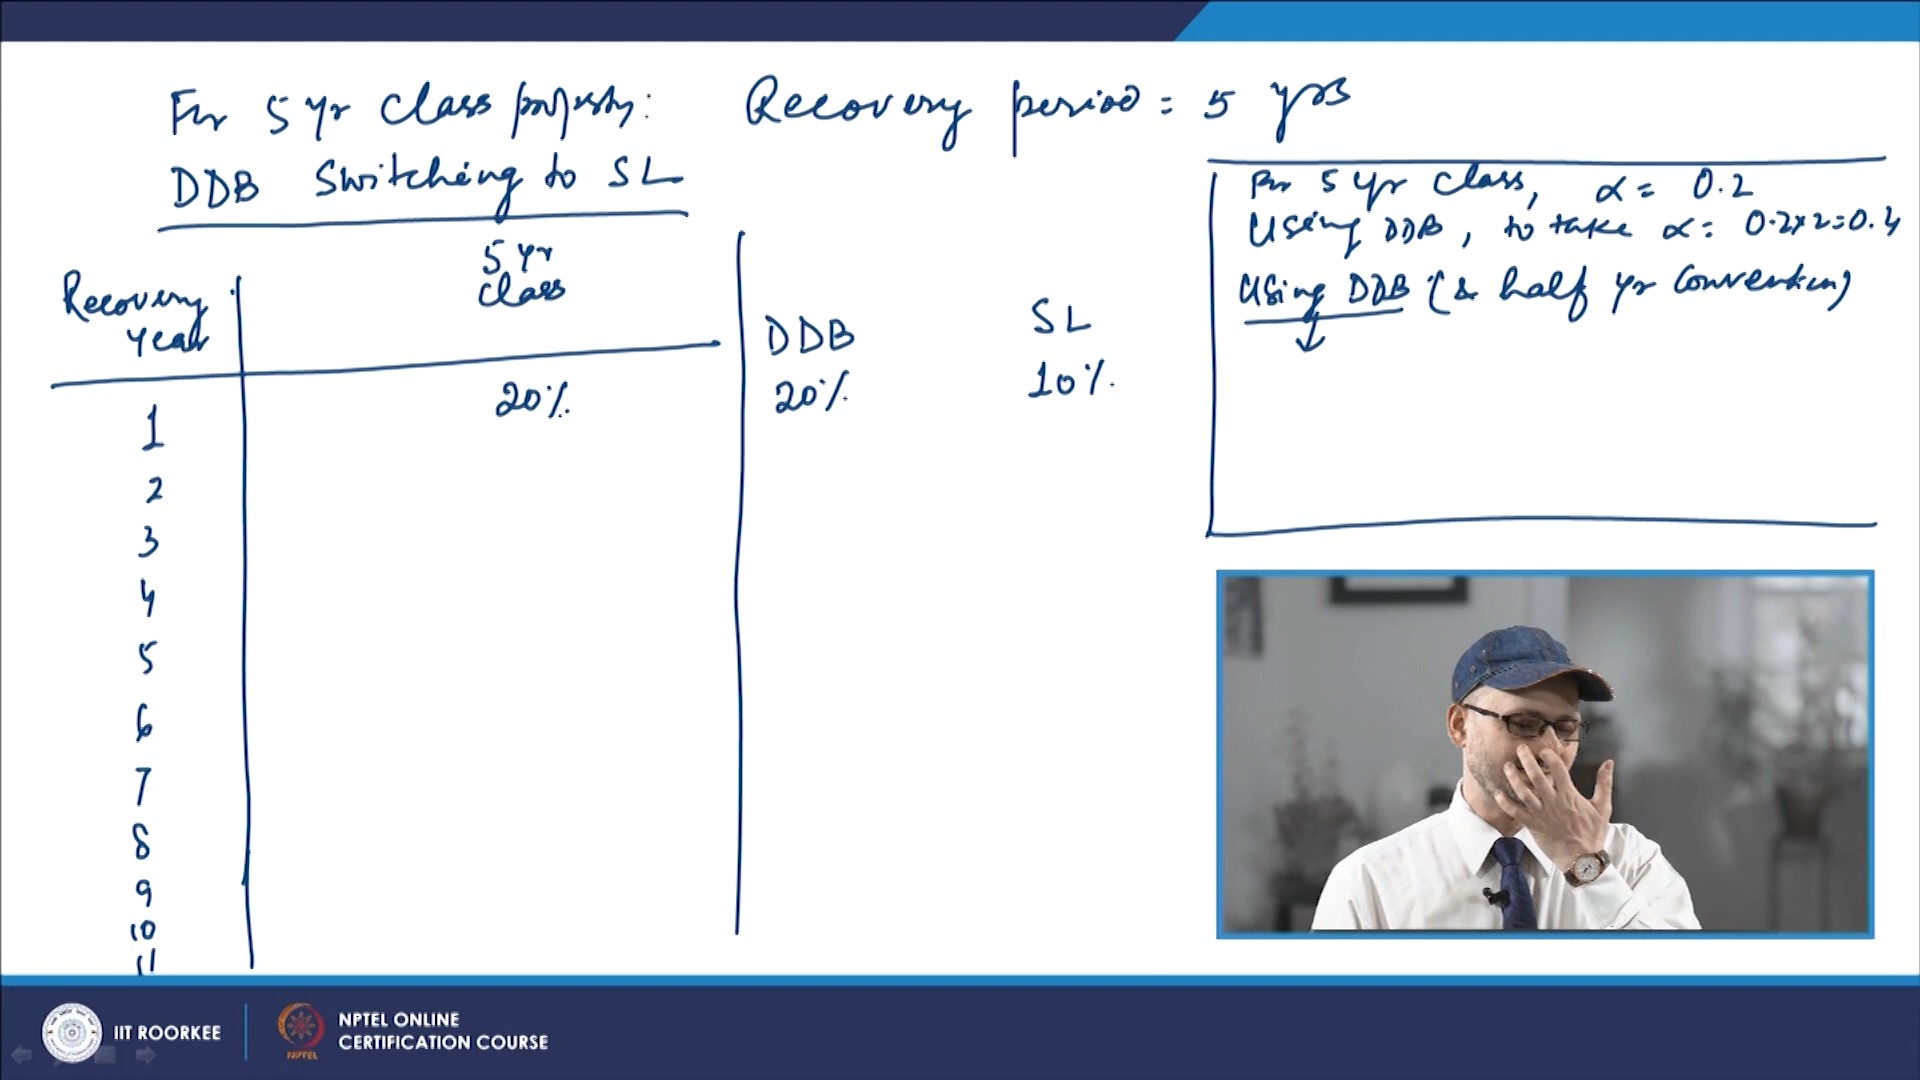 For 5 yr class property: Recovery period = 5 yrs
DDB Switching to SL
For 5 yr class, α = 0.2
Using DDB, to take α = 0.2x2=0.4
Using DDB (& half yr convention)
Recovery Year
5 yr class
DDB
SL
1 20% 20% 10%
2
3
4
5
6
7
8
9
10
11
IIT ROORKEE
NPTEL
NPTEL ONLINE
CERTIFICATION COURSE